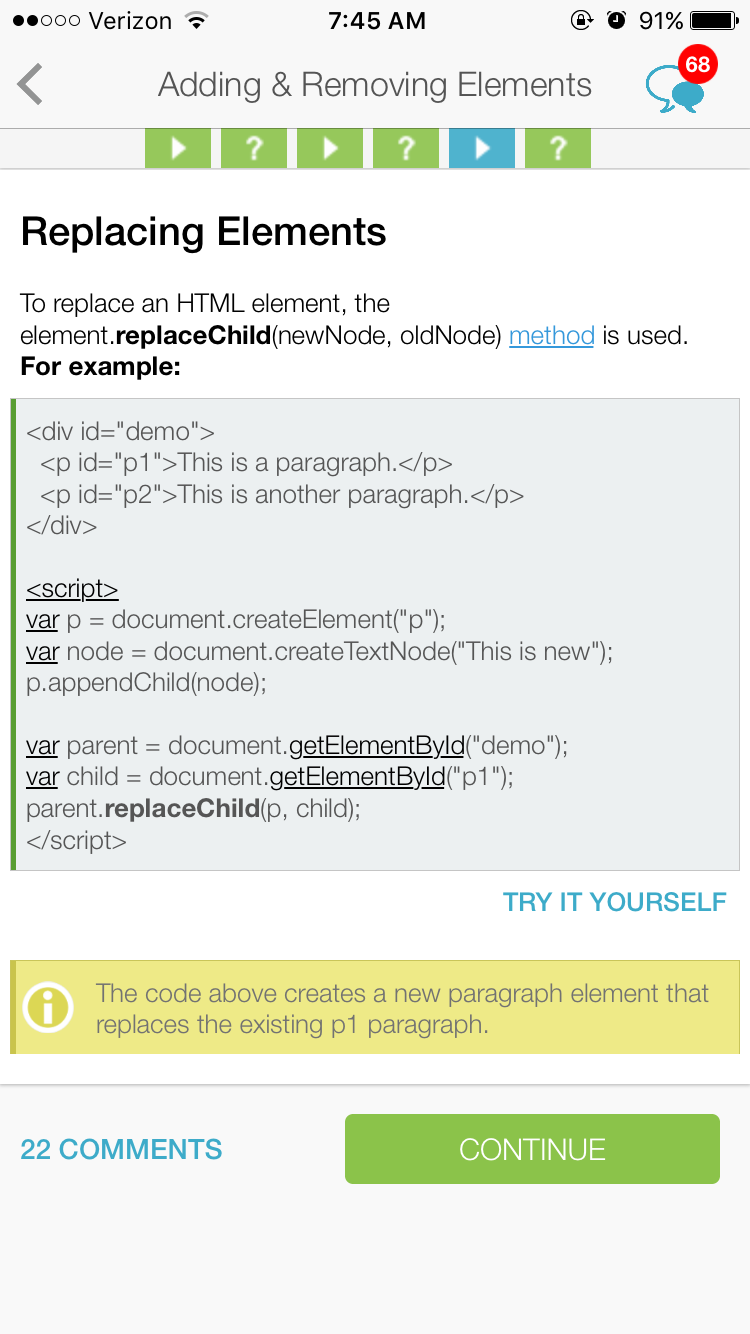 Verizon 7:45 AM 91%
Adding & Removing Elements 68
? ? ?
Replacing Elements
To replace an HTML element, the
element.replaceChild(newNode, oldNode) method is used.
For example:
<div id="demo">
  <p id="p1">This is a paragraph.</p>
  <p id="p2">This is another paragraph.</p>
</div>
<script>
var p = document.createElement("p");
var node = document.createTextNode("This is new");
p.appendChild(node);
var parent = document.getElementById("demo");
var child = document.getElementById("p1");
parent.replaceChild(p, child);
</script>
TRY IT YOURSELF
The code above creates a new paragraph element that
replaces the existing p1 paragraph.
22 COMMENTS CONTINUE